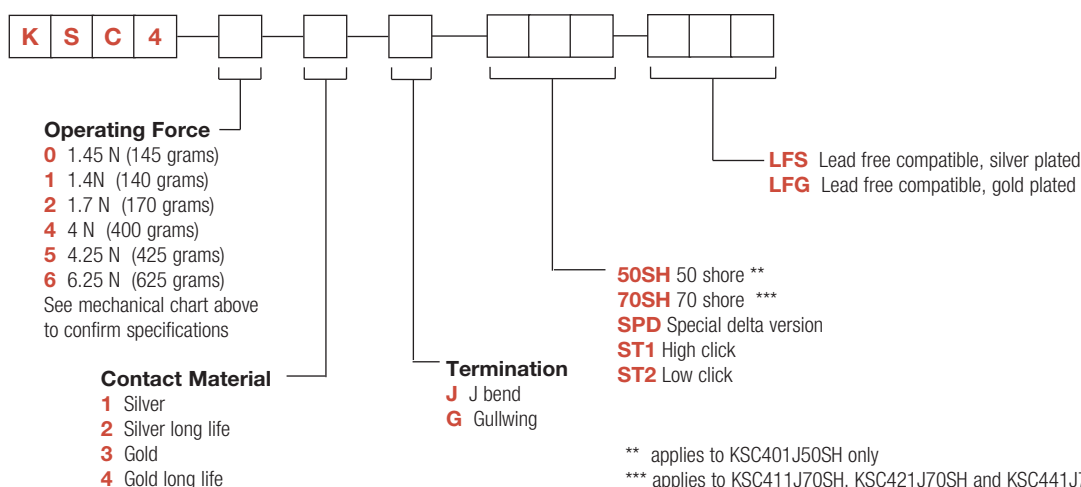 K S C 4
Operating Force
0 1.45 N (145 grams)
1 1.4N (140 grams)
2 1.7 N (170 grams)
4 4 N (400 grams)
5 4.25 N (425 grams)
6 6.25 N (625 grams)
See mechanical chart above
to confirm specifications
Contact Material
1 Silver
2 Silver long life
3 Gold
4 Gold long life
Termination
J J bend
G Gullwing
50SH 50 shore **
70SH 70 shore ***
SPD Special delta version
ST1 High click
ST2 Low click
LFS Lead free compatible, silver plated
LFG Lead free compatible, gold plated
** applies to KSC401J50SH only
*** applies to KSC411J70SH, KSC421J70SH and